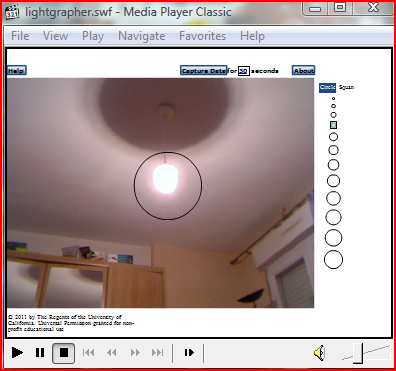 lightgrapher.swf - Media Player Classic
File View Play Navigate Favorites Help
Help Capture Data for 30 seconds About
Circle Squar
© 2011 by The Regents of the University of
California. Universal Permission granted for non-
profit educational use